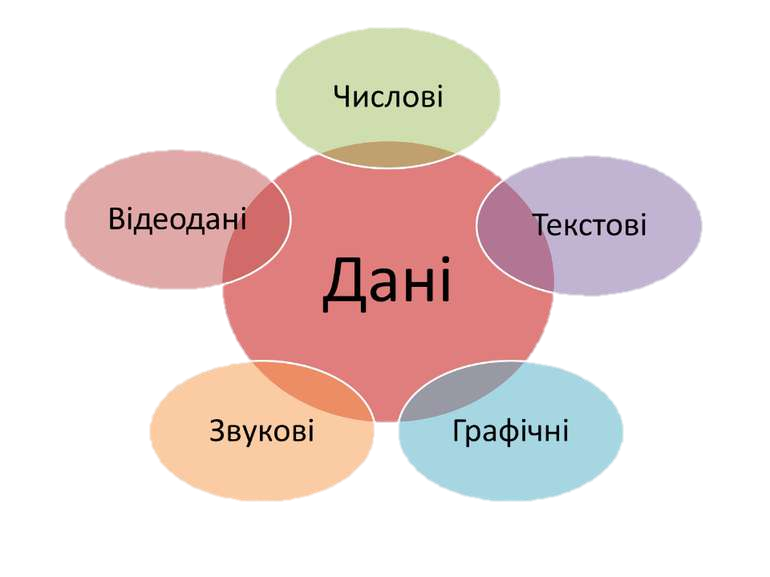 Числові
Відеодані
Текстові
Дані
Звукові
Графічні